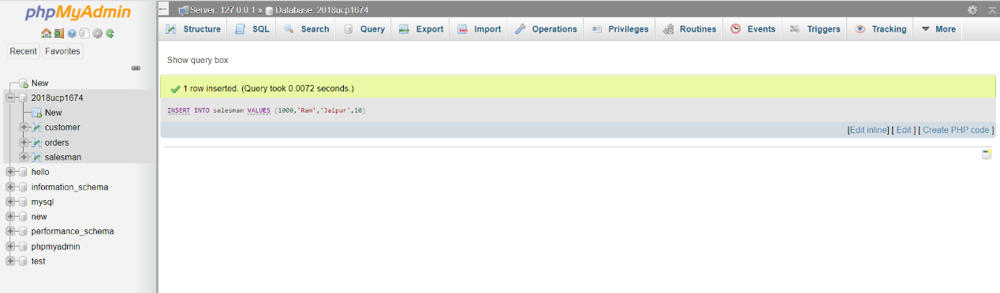 phpMyAdmin
Recent Favorites
New
2018ucp1674
New
customer
orders
salesman
hello
information_schema
mysql
new
performance_schema
phpmyadmin
test
Server: 127.0.0.1 » Database: 2018ucp1674
Structure SQL Search Query Export Import Operations Privileges Routines Events Triggers Tracking More
Show query box
1 row inserted. (Query took 0.0072 seconds.)
INSERT INTO salesman VALUES (1000,'Ram','Jaipur',10)
[Edit inline] [ Edit ] [ Create PHP code ]